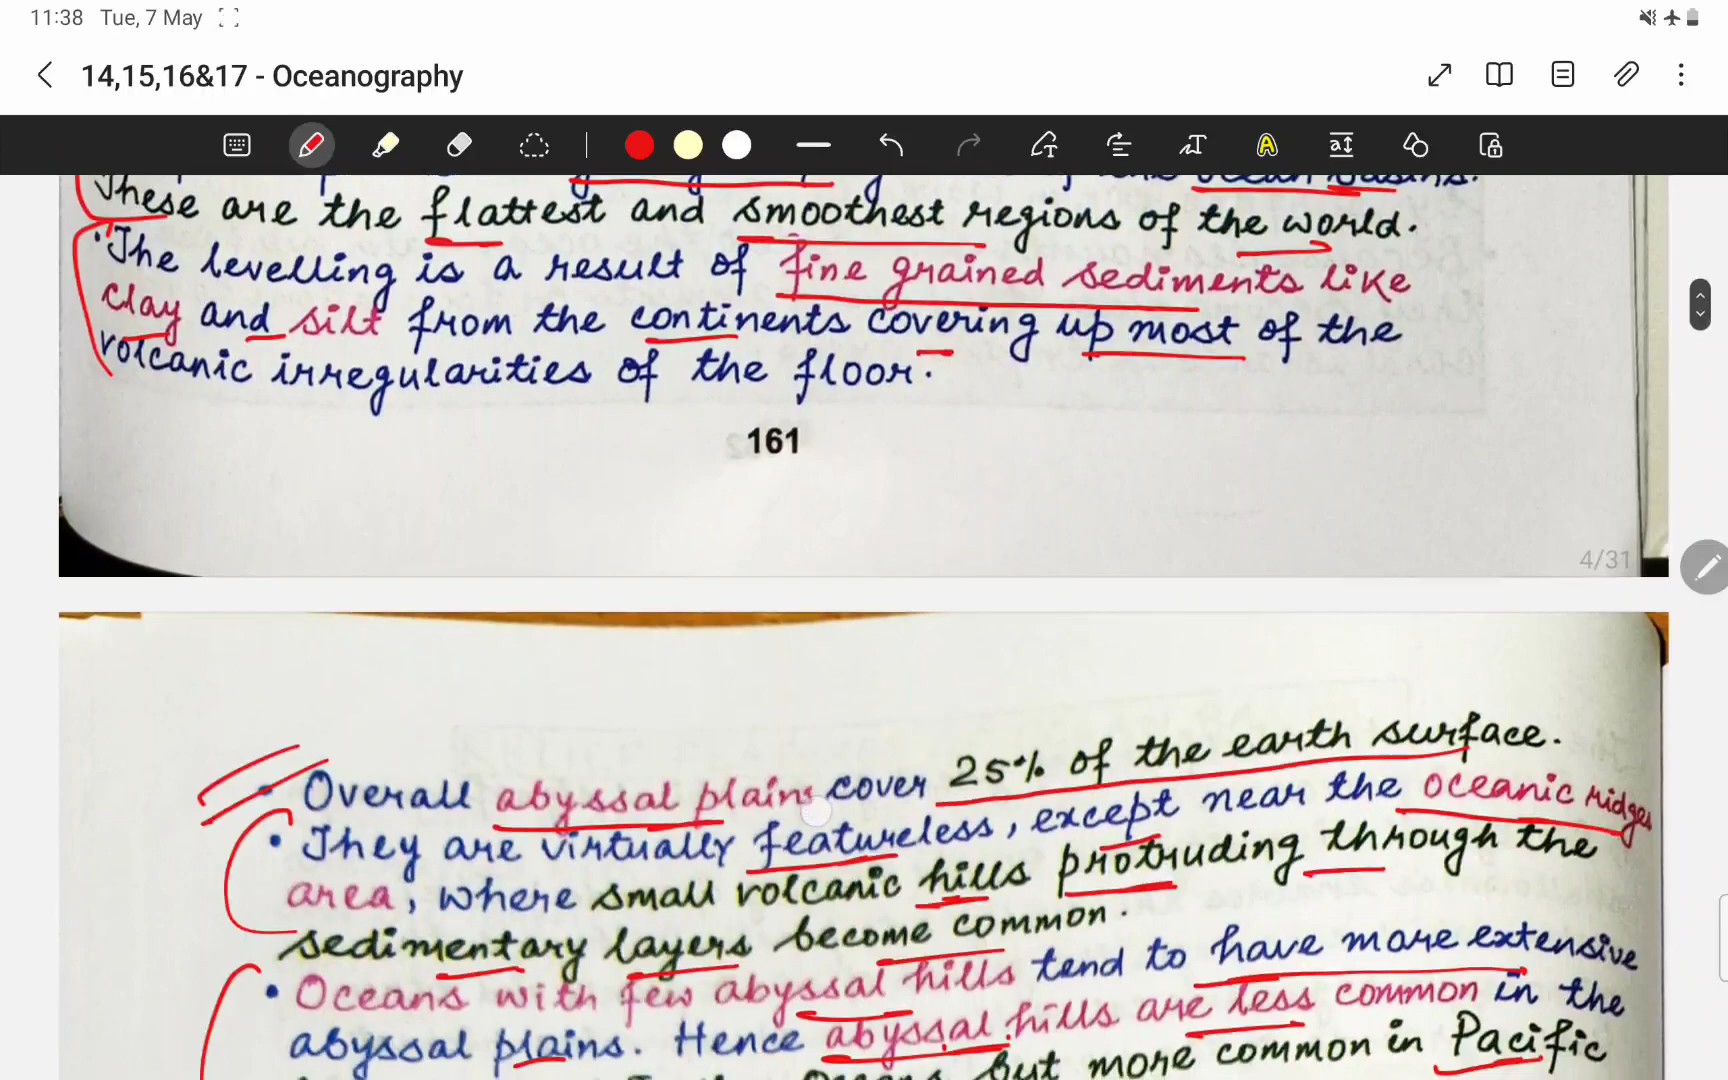 11:38 Tue, 7 May
14,15,16&17 - Oceanography
These are the flattest and smoothest regions of the world.
• The levelling is a result of fine grained sediments like
clay and silt from the continents covering up most of the
volcanic irregularities of the floor.
161
4/31
• Overall abyssal plains cover 25% of the earth surface.
• They are virtually featureless, except near the oceanic ridges
area, where small volcanic hills protruding through the
sedimentary layers become common.
• Oceans with few abyssal hills tend to have more extensive
abyssal plains. Hence abyssal hills are less common in the
but more common in Pacific